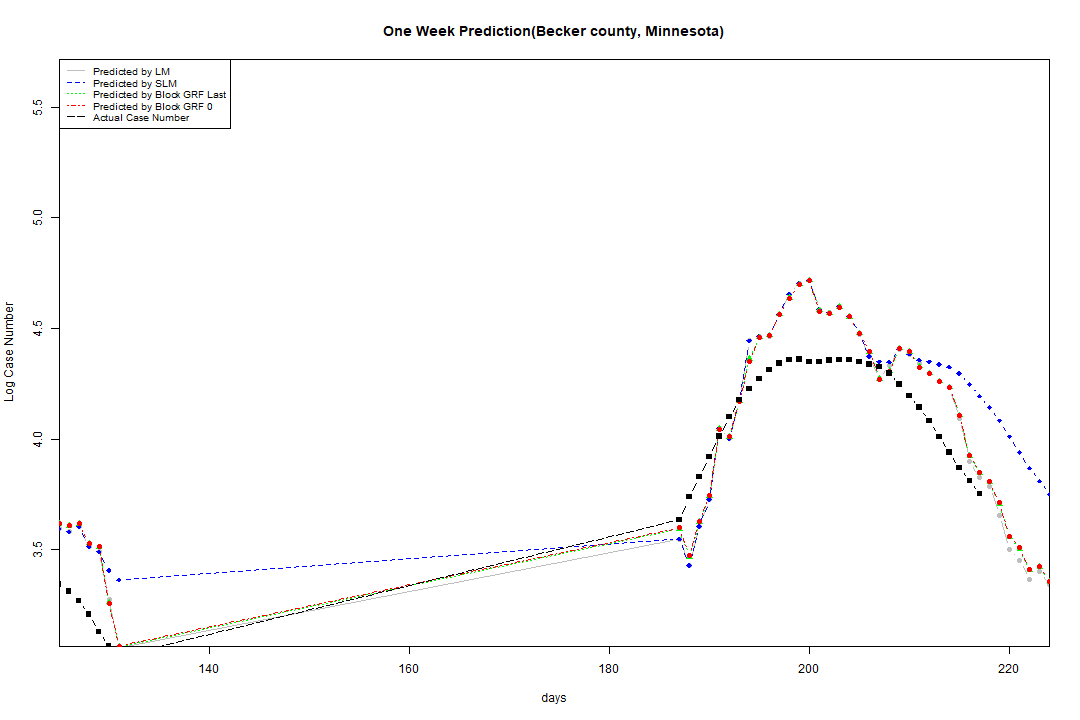 One Week Prediction(Becker county, Minnesota)
Predicted by LM
Predicted by SLM
Predicted by Block GRF Last
Predicted by Block GRF 0
Actual Case Number
5.5
5.0
4.5
4.0
3.5
Log Case Number
140 160 180 200 220
days